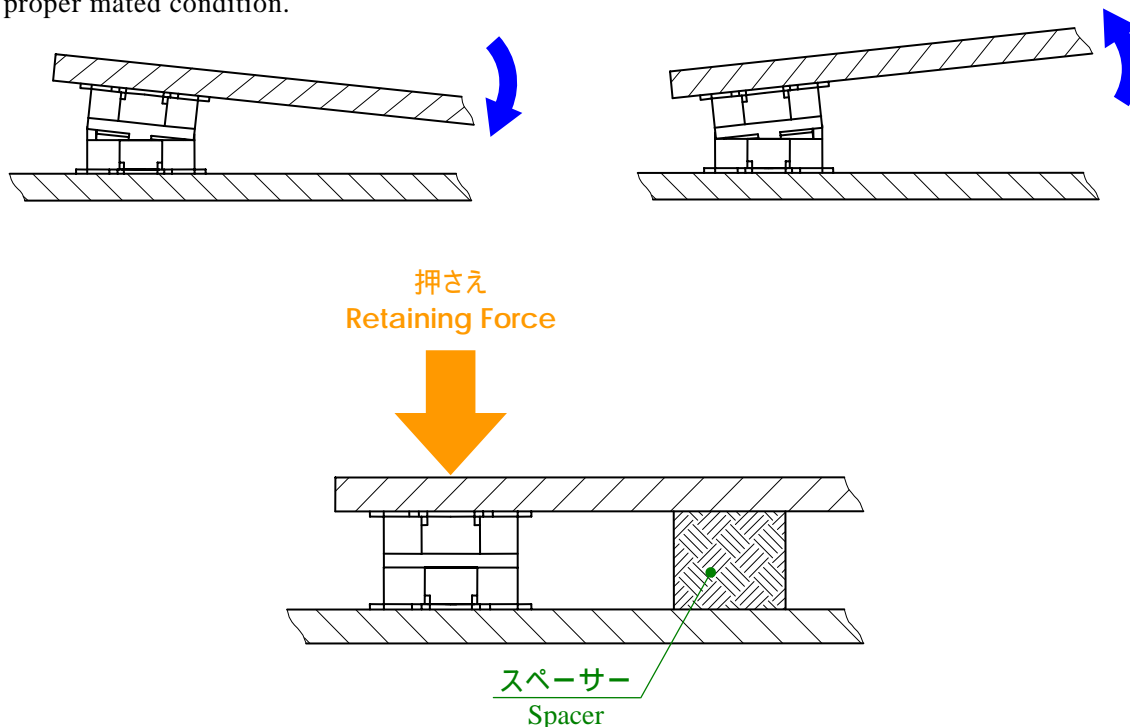 proper mated condition.
押さえ
Retaining Force
スペーサー
Spacer